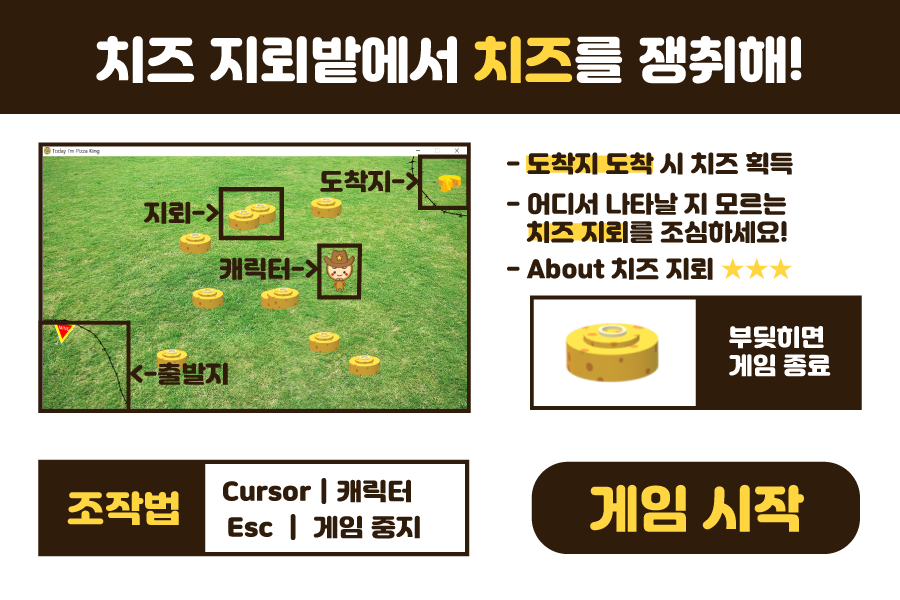 치즈 지뢰밭에서 치즈를 쟁취해!
Today I'm Pizza King
도착지->
지뢰->
캐릭터->
<-출발지
- 도착지 도착 시 치즈 획득
- 어디서 나타날 지 모르는
치즈 지뢰를 조심하세요!
- About 치즈 지뢰 ★★★
부딪히면
게임 종료
조작법
Cursor | 캐릭터
Esc | 게임 중지
게임 시작